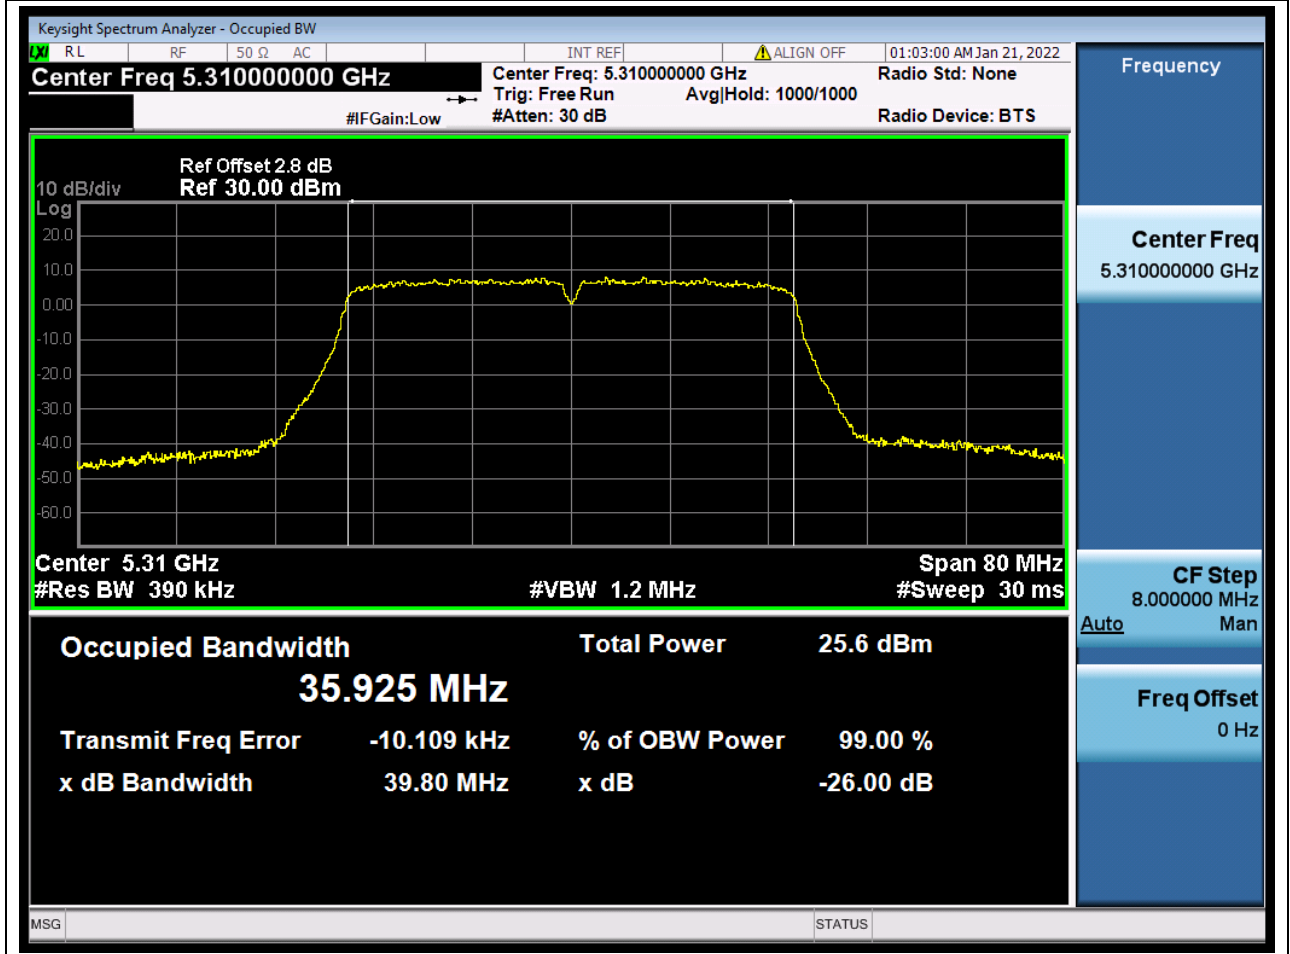 Keysight Spectrum Analyzer - Occupied BW
LXI RL RF 50 Ω AC INT REF ALIGN OFF 01:03:00 AM Jan 21, 2022
Center Freq 5.310000000 GHz
Center Freq: 5.310000000 GHz
Radio Std: None
Trig: Free Run Avg|Hold: 1000/1000
#IFGain:Low
#Atten: 30 dB
Radio Device: BTS
Ref Offset 2.8 dB
10 dB/div Ref 30.00 dBm
Log
20.0
10.0
0.00
-10.0
-20.0
-30.0
-40.0
-50.0
-60.0
Center 5.31 GHz Span 80 MHz
#Res BW 390 kHz #VBW 1.2 MHz #Sweep 30 ms
Occupied Bandwidth Total Power 25.6 dBm
35.925 MHz
Transmit Freq Error -10.109 kHz % of OBW Power 99.00 %
x dB Bandwidth 39.80 MHz x dB -26.00 dB
Frequency
Center Freq
5.310000000 GHz
CF Step
8.000000 MHz
Auto Man
Freq Offset
0 Hz
MSG STATUS